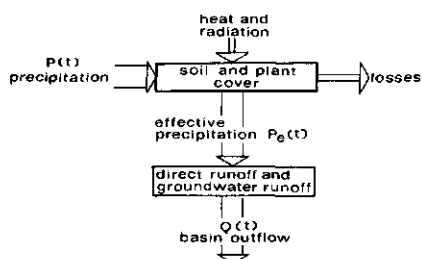 heat and
radiation
P(t)
precipitation
soil and plant
cover
losses
effective
precipitation Pe(t)
direct runoff and
groundwater runoff
Q(t)
basin outflow